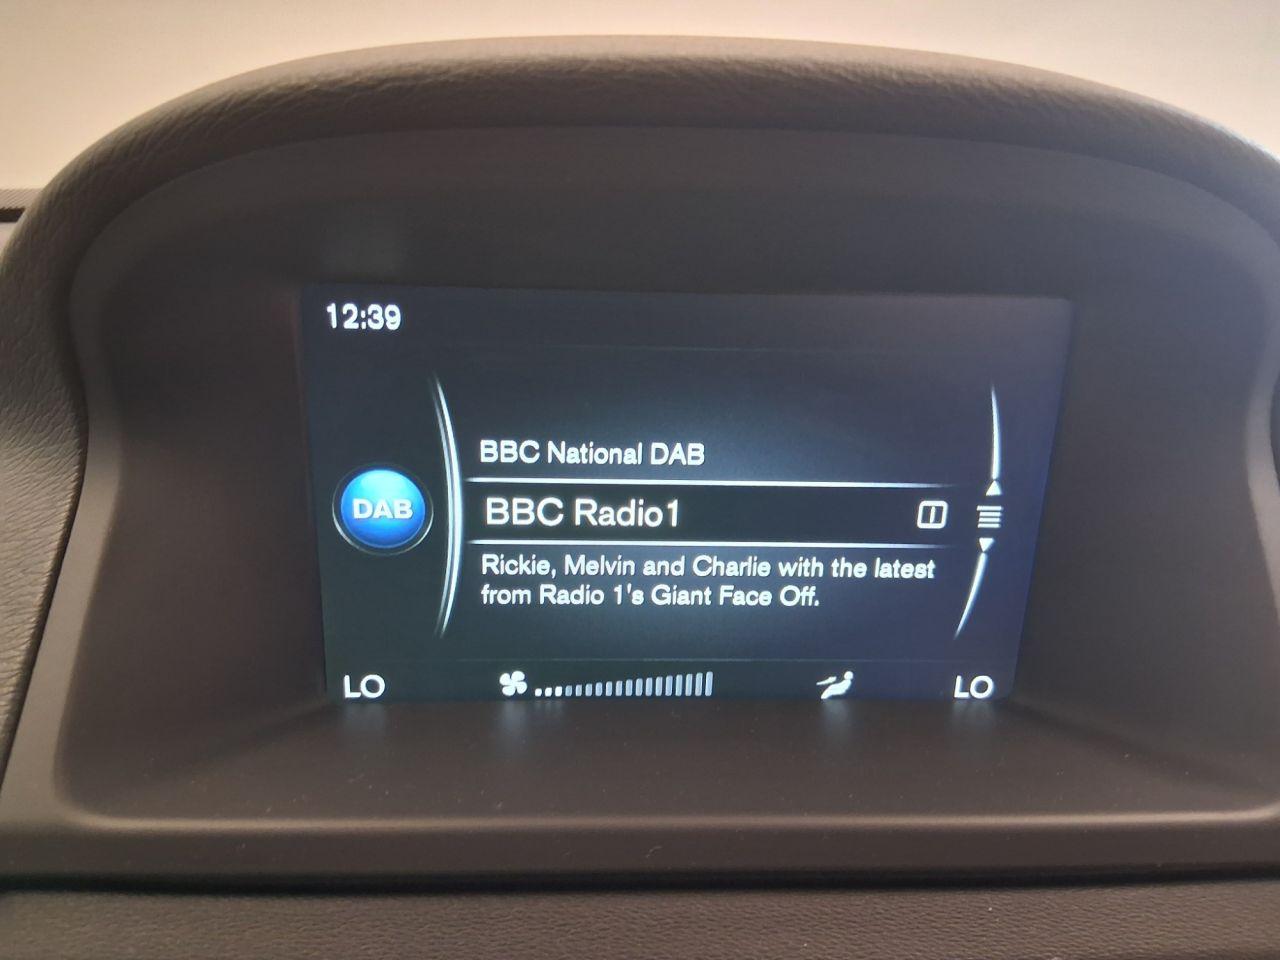 12:39
BBC National DAB
DAB
BBC Radio1
Rickie, Melvin and Charlie with the latest
from Radio 1's Giant Face Off.
LO LO